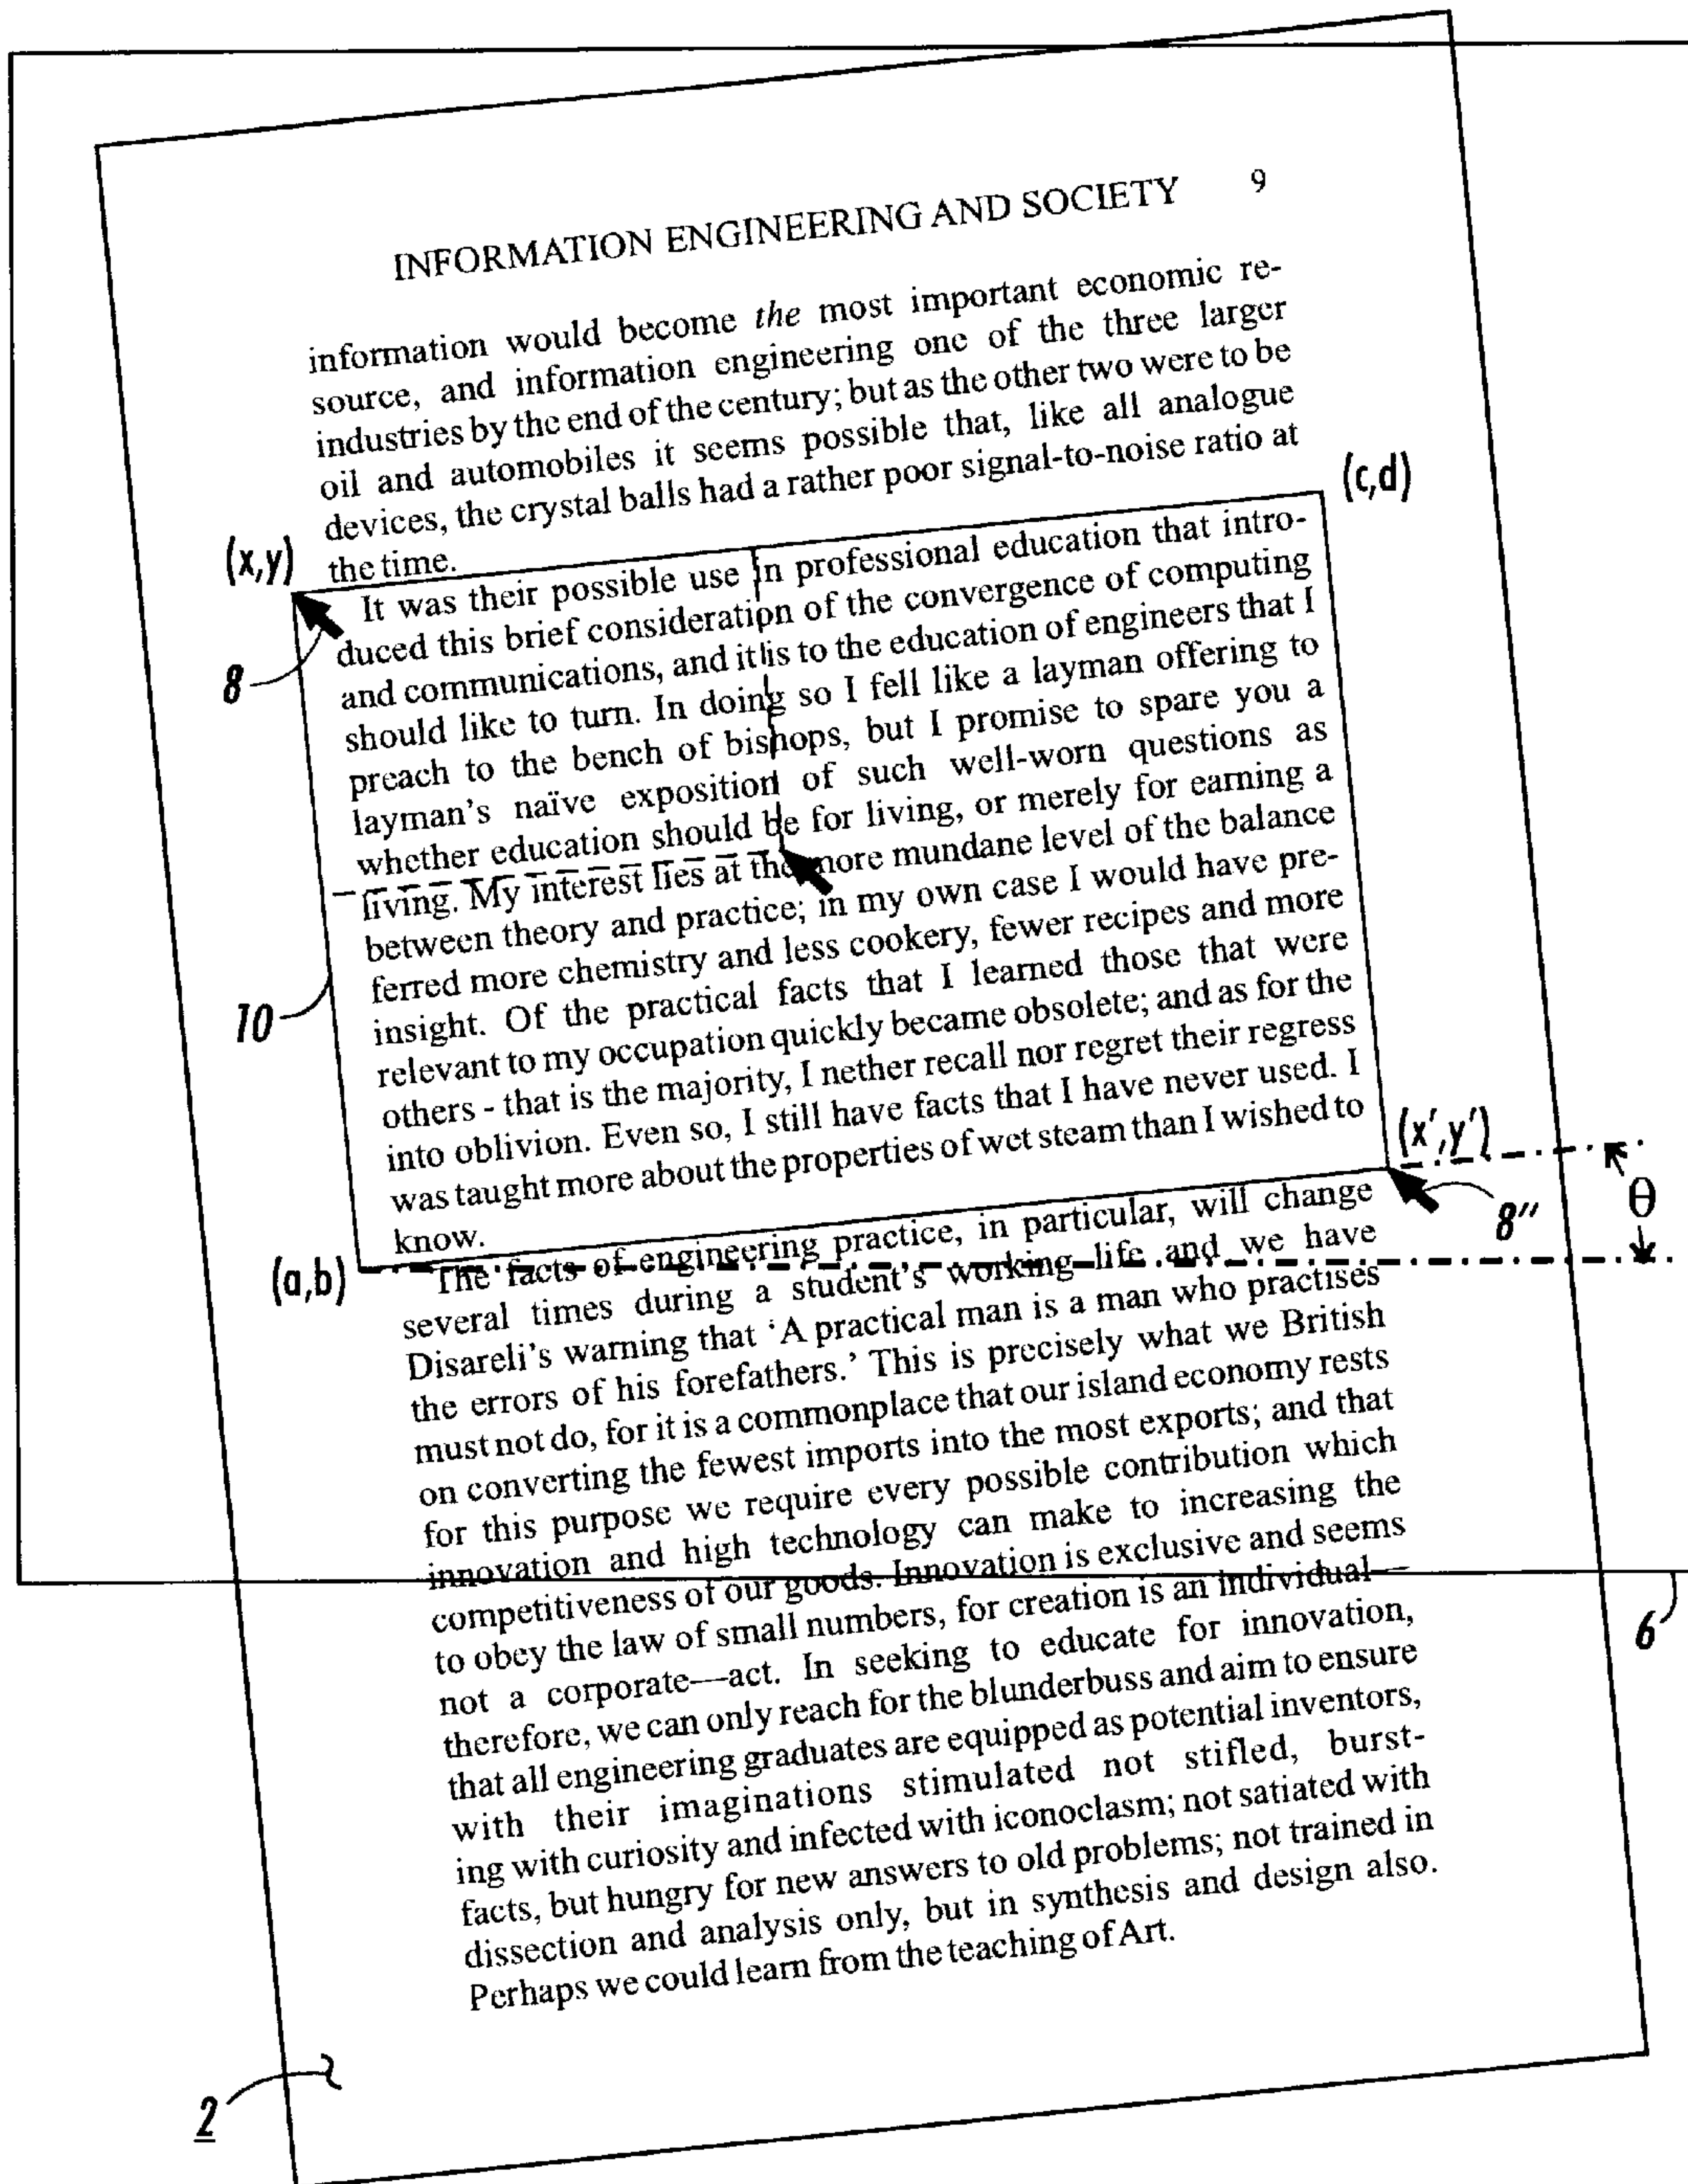 INFORMATION ENGINEERING AND SOCIETY 9
information would become the most important economic re-
source, and information engineering one of the three larger
industries by the end of the century; but as the other two were to be
oil and automobiles it seems possible that, like all analogue
devices, the crystal balls had a rather poor signal-to-noise ratio at
the time.
(x,y)
(c,d)
It was their possible use in professional education that intro-
duced this brief consideration of the convergence of computing
and communications, and it is to the education of engineers that I
should like to turn. In doing so I fell like a layman offering to
preach to the bench of bishops, but I promise to spare you a
layman's naïve exposition of such well-worn questions as
whether education should be for living, or merely for earning a
living. My interest lies at the more mundane level of the balance
between theory and practice; in my own case I would have pre-
ferred more chemistry and less cookery, fewer recipes and more
insight. Of the practical facts that I learned those that were
relevant to my occupation quickly became obsolete; and as for the
others - that is the majority, I nether recall nor regret their regress
into oblivion. Even so, I still have facts that I have never used. I
was taught more about the properties of wet steam than I wished to
know.
8
10
(x',y')
θ
8"
(a,b)
The facts of engineering practice, in particular, will change
several times during a student's working life and we have
Disareli's warning that 'A practical man is a man who practises
the errors of his forefathers.' This is precisely what we British
must not do, for it is a commonplace that our island economy rests
on converting the fewest imports into the most exports; and that
for this purpose we require every possible contribution which
innovation and high technology can make to increasing the
competitiveness of our goods. Innovation is exclusive and seems
to obey the law of small numbers, for creation is an individual—
not a corporate—act. In seeking to educate for innovation,
therefore, we can only reach for the blunderbuss and aim to ensure
that all engineering graduates are equipped as potential inventors,
with their imaginations stimulated not stifled, burst-
ing with curiosity and infected with iconoclasm; not satiated with
facts, but hungry for new answers to old problems; not trained in
dissection and analysis only, but in synthesis and design also.
Perhaps we could learn from the teaching of Art.
6
2